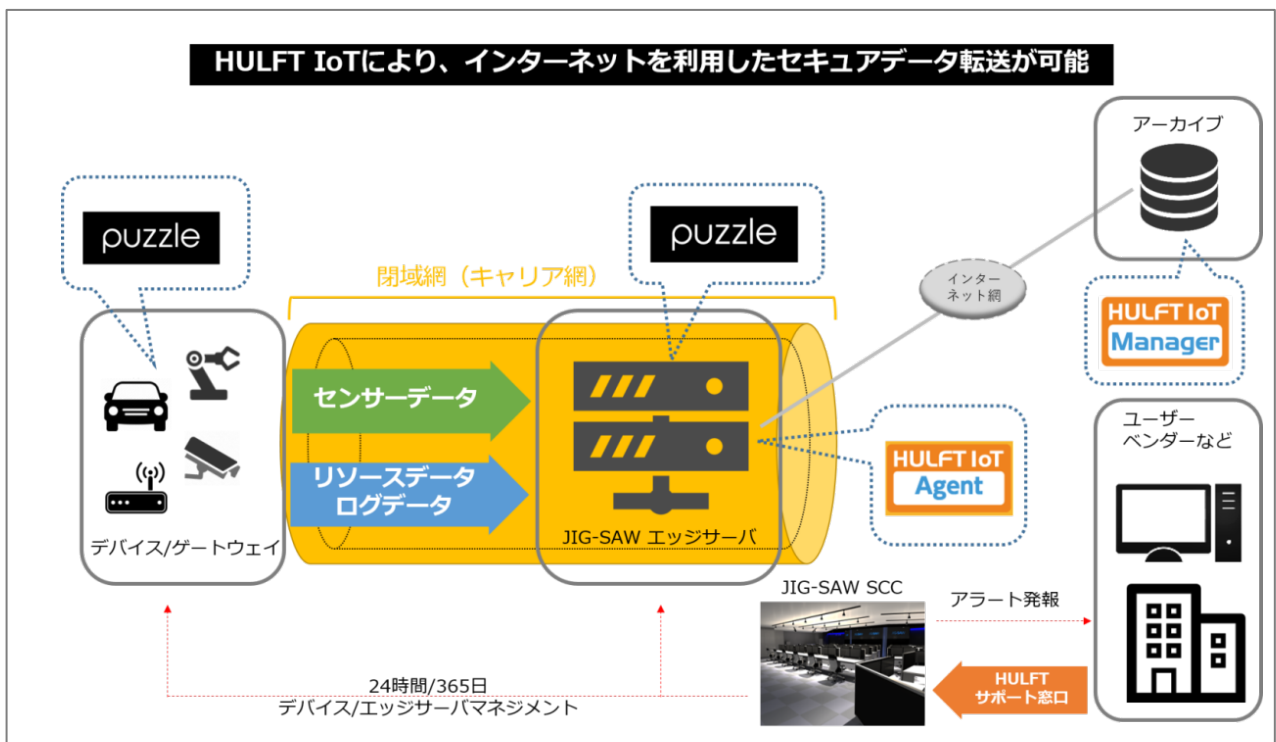 HULFT IoTにより、インターネットを利用したセキュアデータ転送が可能
アーカイブ
puzzle
puzzle
閉域網（キャリア網）
インター
ネット網
HULFT IoT
Manager
センサーデータ
リソースデータ
ログデータ
HULFT IoT
Agent
ユーザー
ベンダーなど
デバイス/ゲートウェイ
JIG-SAW エッジサーバ
JIG-SAW SCC
アラート発報
24時間/365日
デバイス/エッジサーバマネジメント
HULFT
サポート窓口